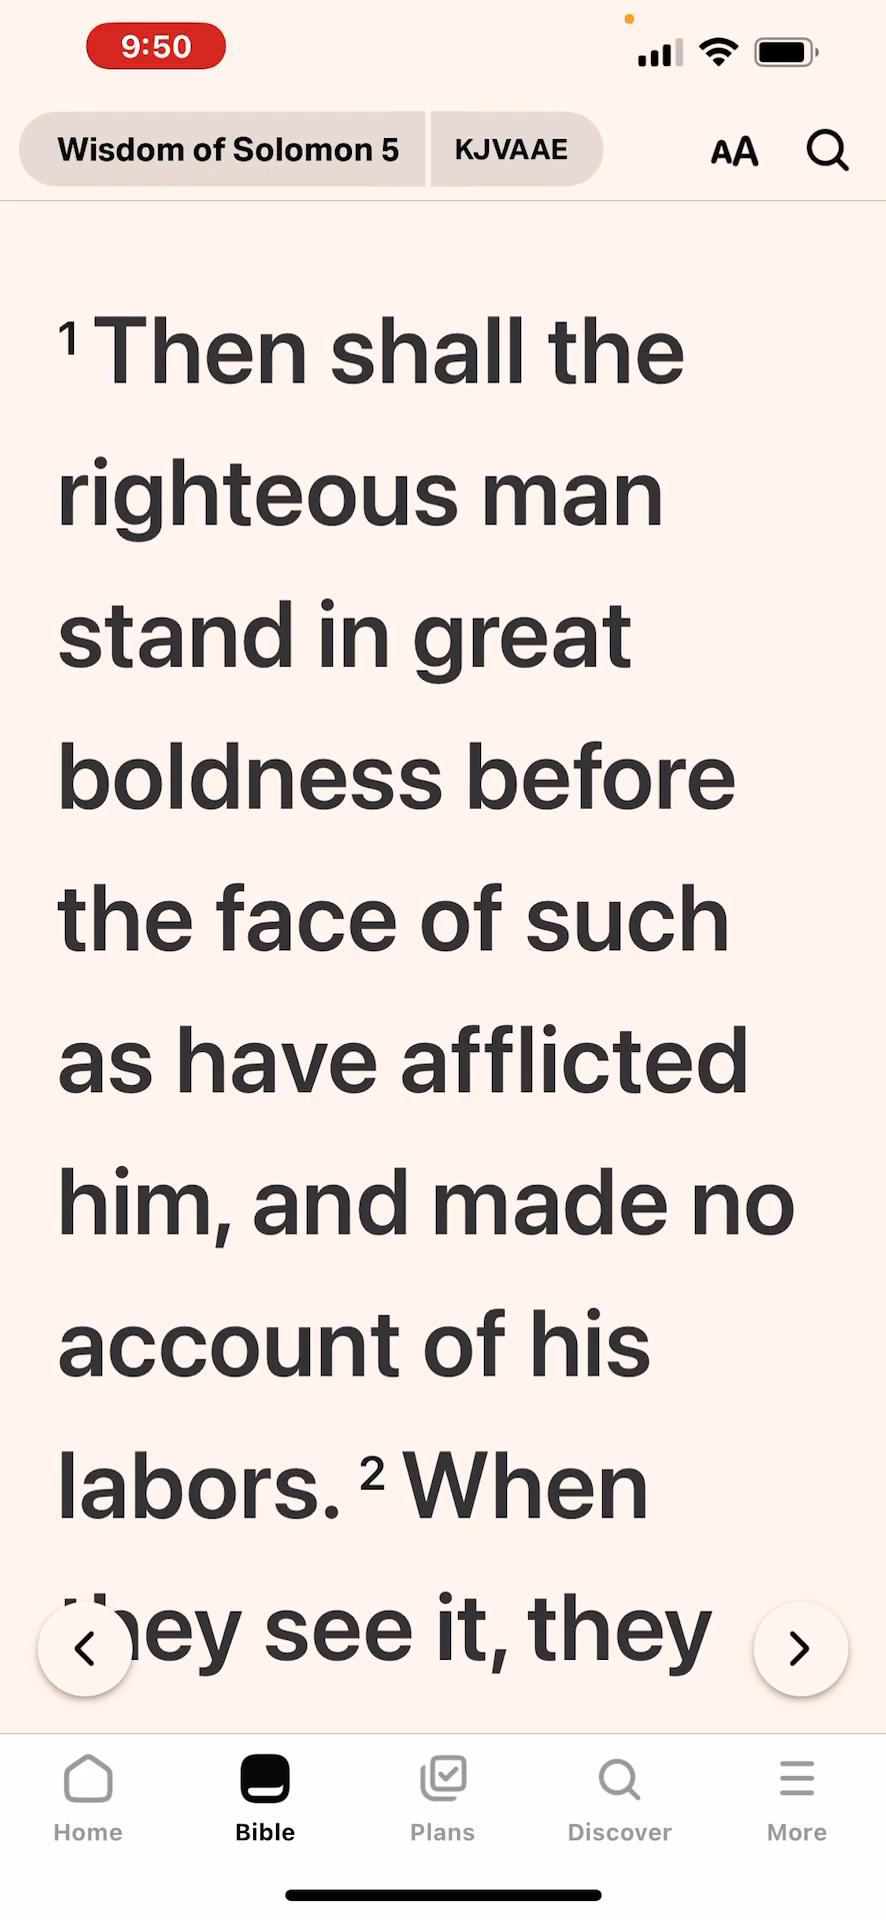 9:50
Wisdom of Solomon 5 KJVAAE AA
1 Then shall the
righteous man
stand in great
boldness before
the face of such
as have afflicted
him, and made no
account of his
labors. 2 When
they see it, they
Home Bible Plans Discover More